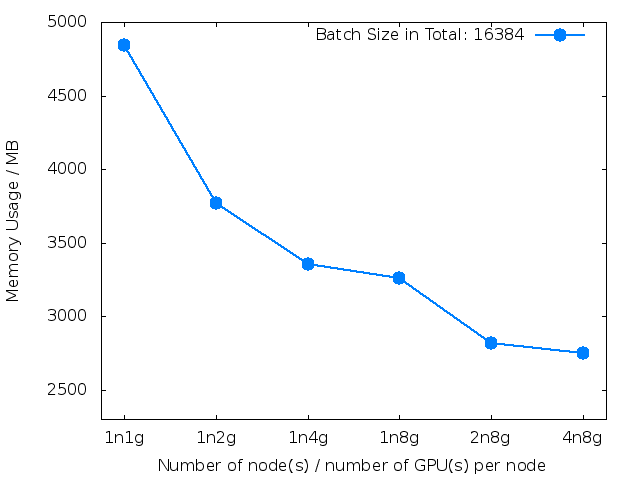 Batch Size in Total: 16384
5000
4500
4000
3500
3000
2500
Memory Usage / MB
1n1g 1n2g 1n4g 1n8g 2n8g 4n8g
Number of node(s) / number of GPU(s) per node